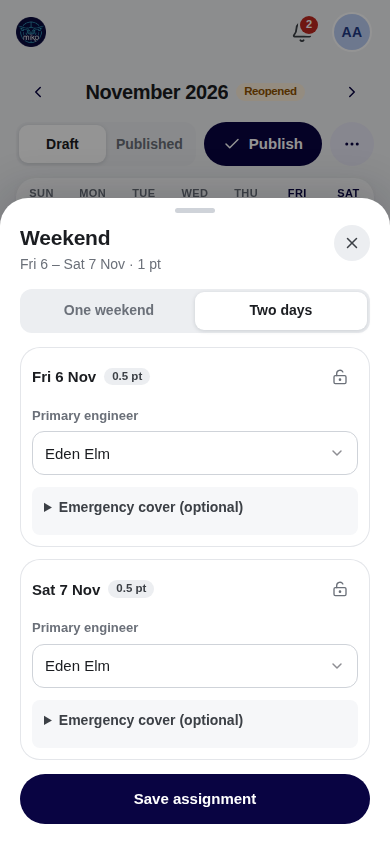 miko
2
AA
November 2026 Reopened
Draft Published Publish
SUN MON TUE WED THU FRI SAT
Weekend
Fri 6 – Sat 7 Nov · 1 pt
One weekend Two days
Fri 6 Nov 0.5 pt
Primary engineer
Eden Elm
Emergency cover (optional)
Sat 7 Nov 0.5 pt
Primary engineer
Eden Elm
Emergency cover (optional)
Save assignment